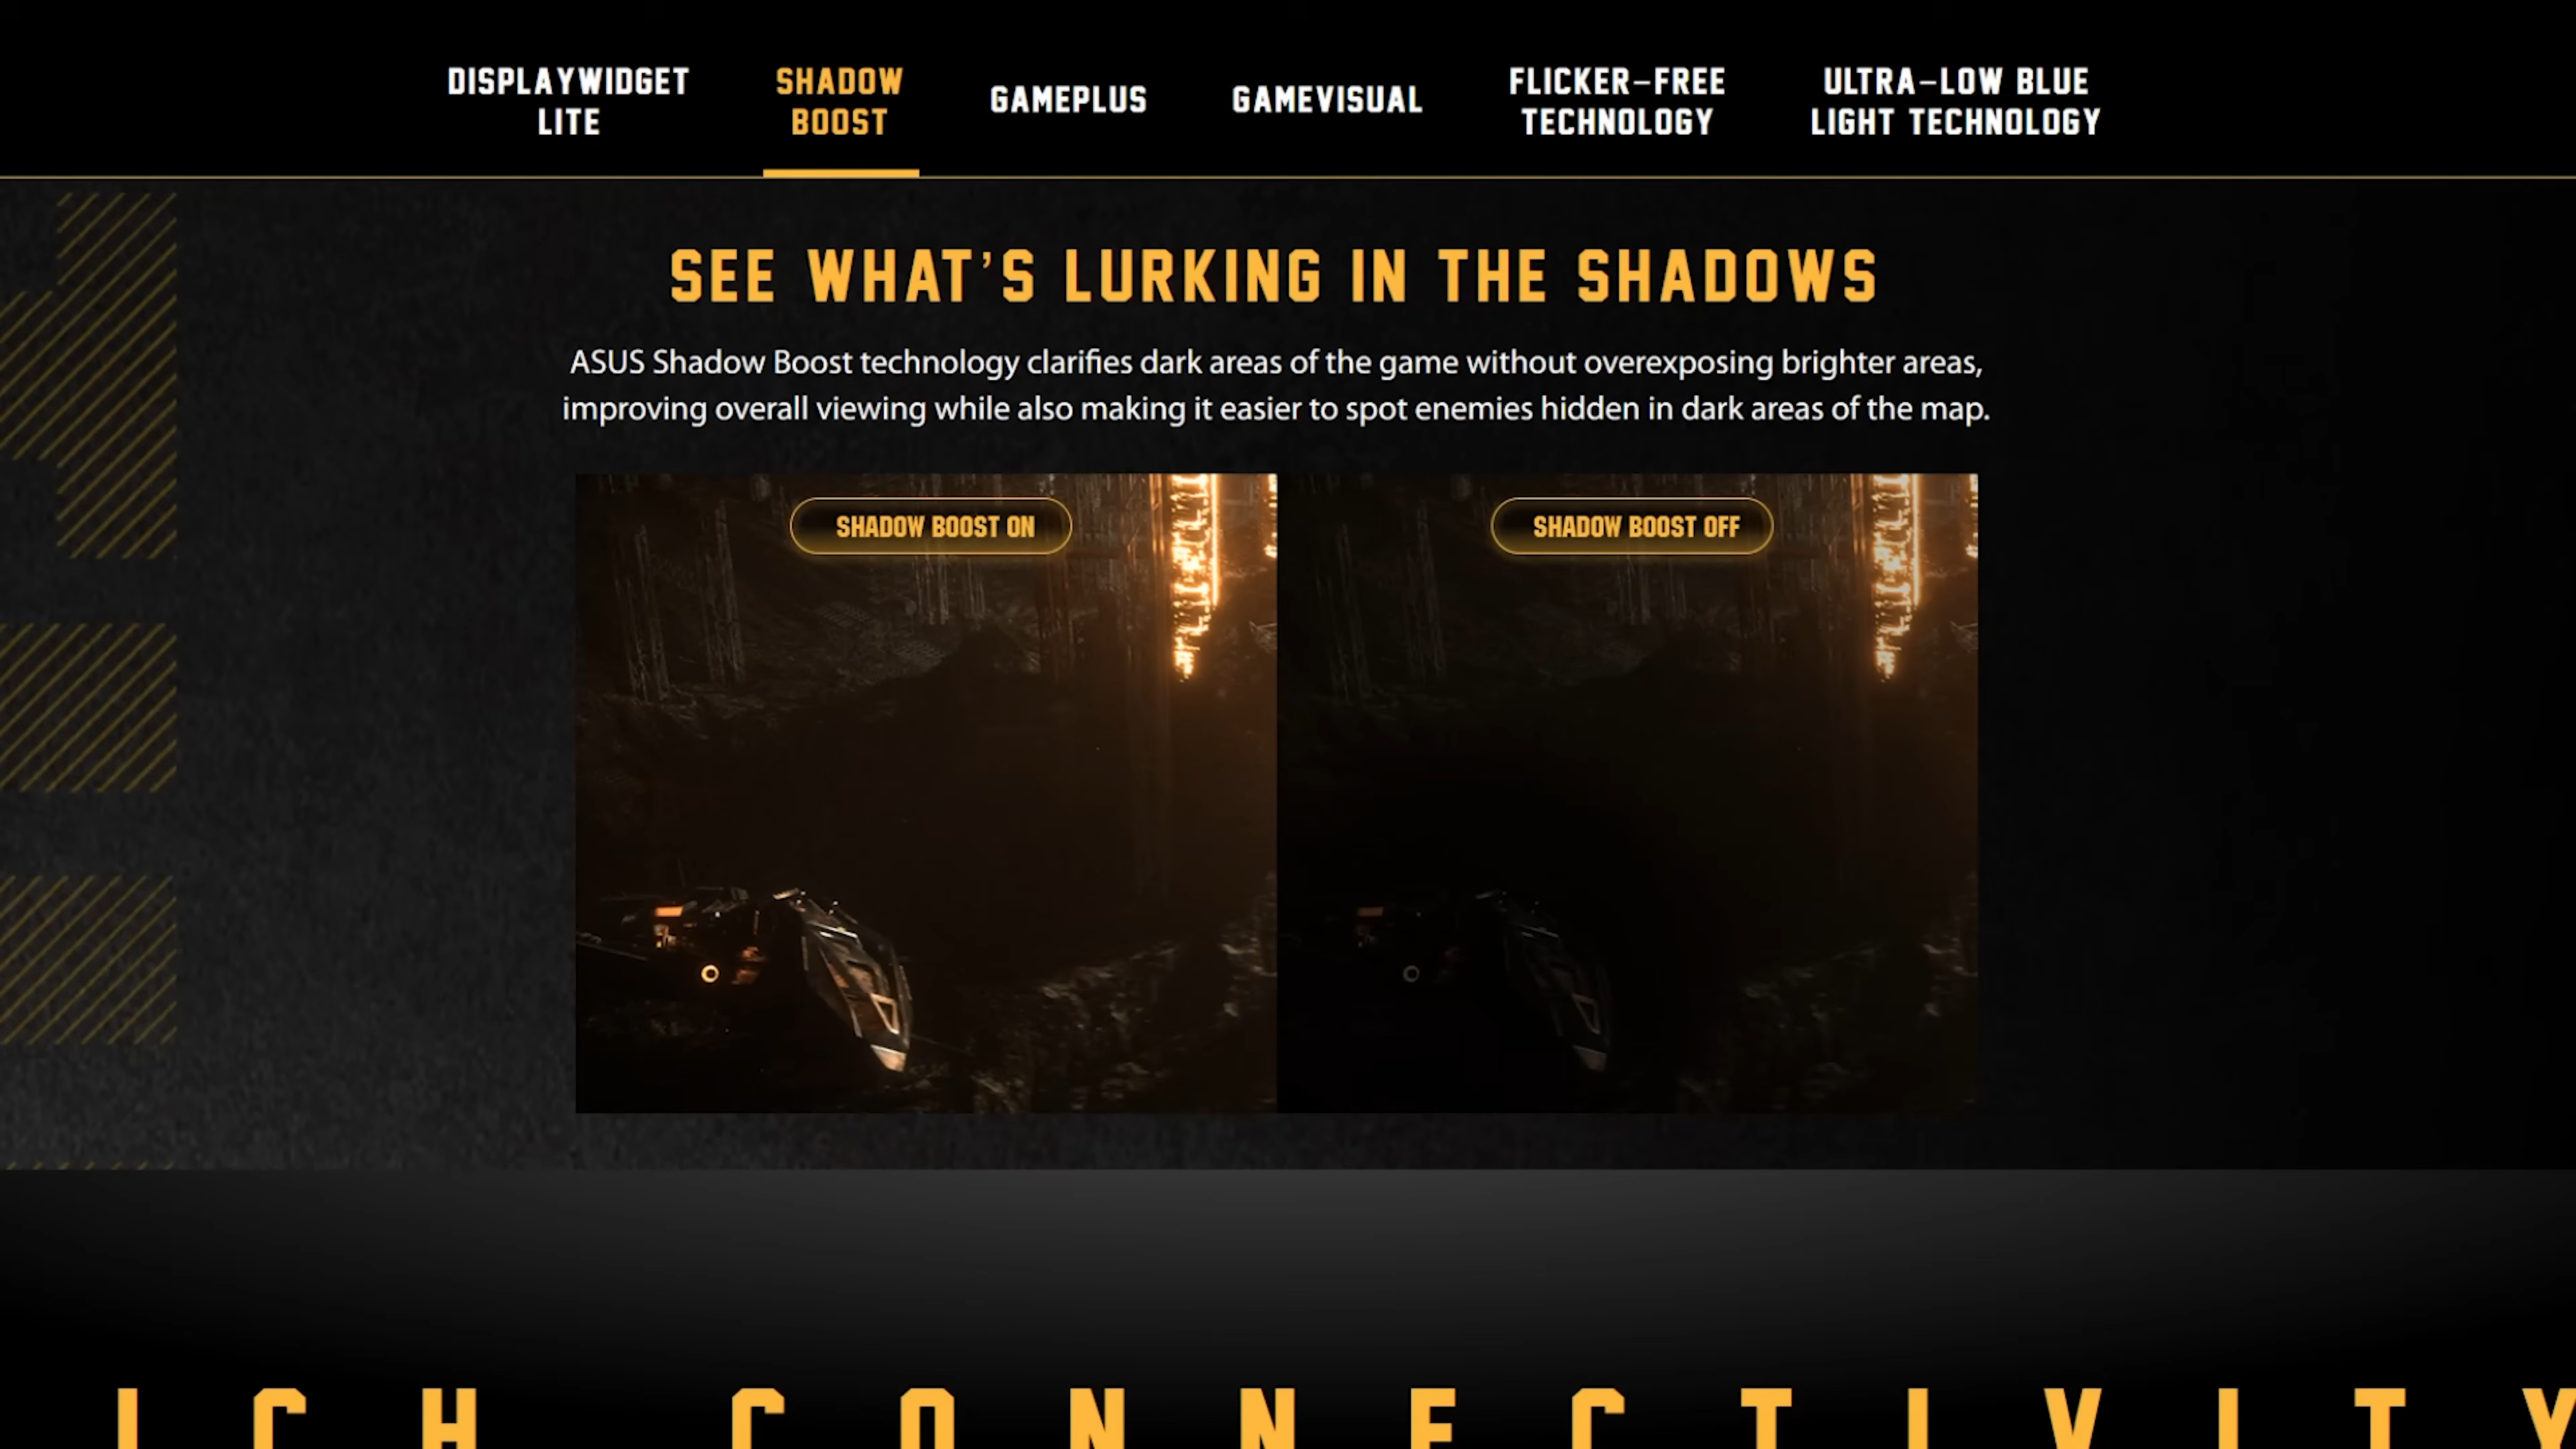 DISPLAYWIDGET
LITE
SHADOW
BOOST
GAMEPLUS
GAMEVISUAL
FLICKER-FREE
TECHNOLOGY
ULTRA-LOW BLUE
LIGHT TECHNOLOGY
SEE WHAT'S LURKING IN THE SHADOWS
ASUS Shadow Boost technology clarifies dark areas of the game without overexposing brighter areas,
improving overall viewing while also making it easier to spot enemies hidden in dark areas of the map.
SHADOW BOOST ON
SHADOW BOOST OFF
ICH CONNECTIVITY